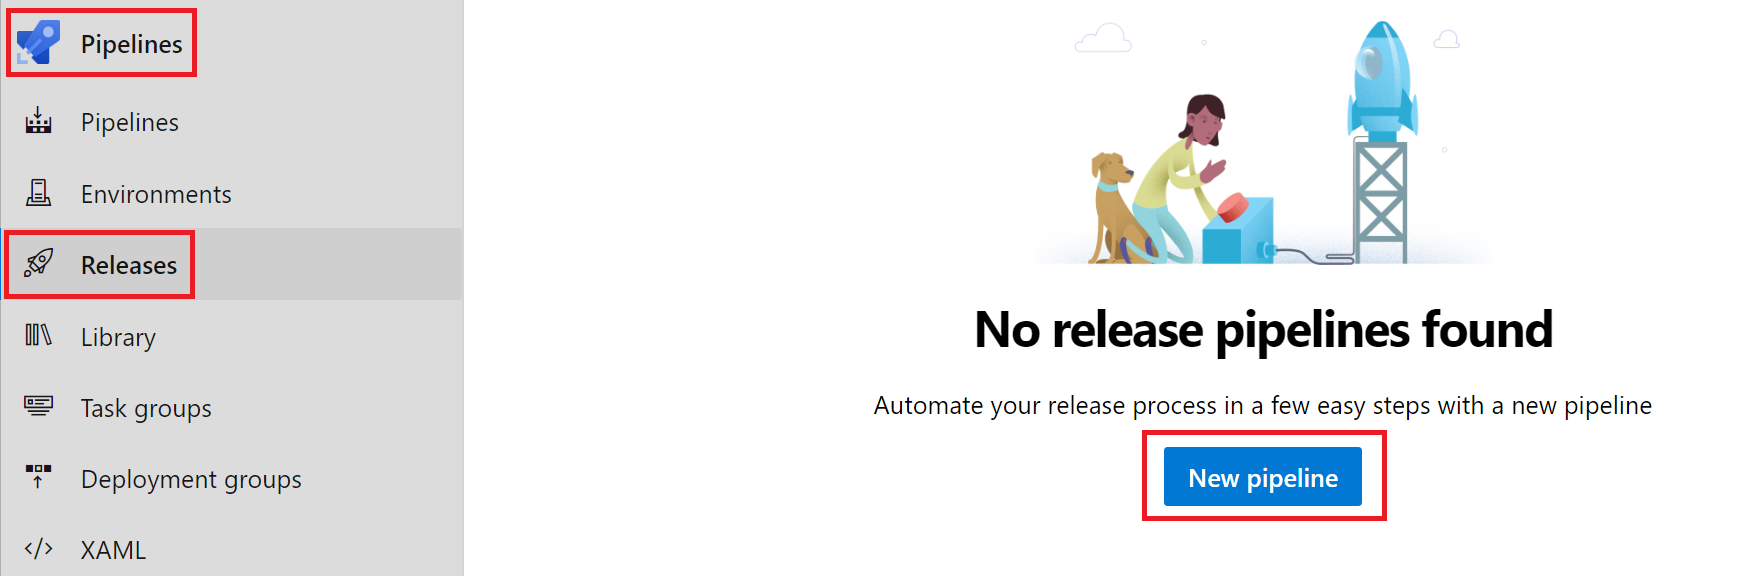 Pipelines
Pipelines
Environments
Releases
Library
Task groups
Deployment groups
XAML
No release pipelines found
Automate your release process in a few easy steps with a new pipeline
New pipeline